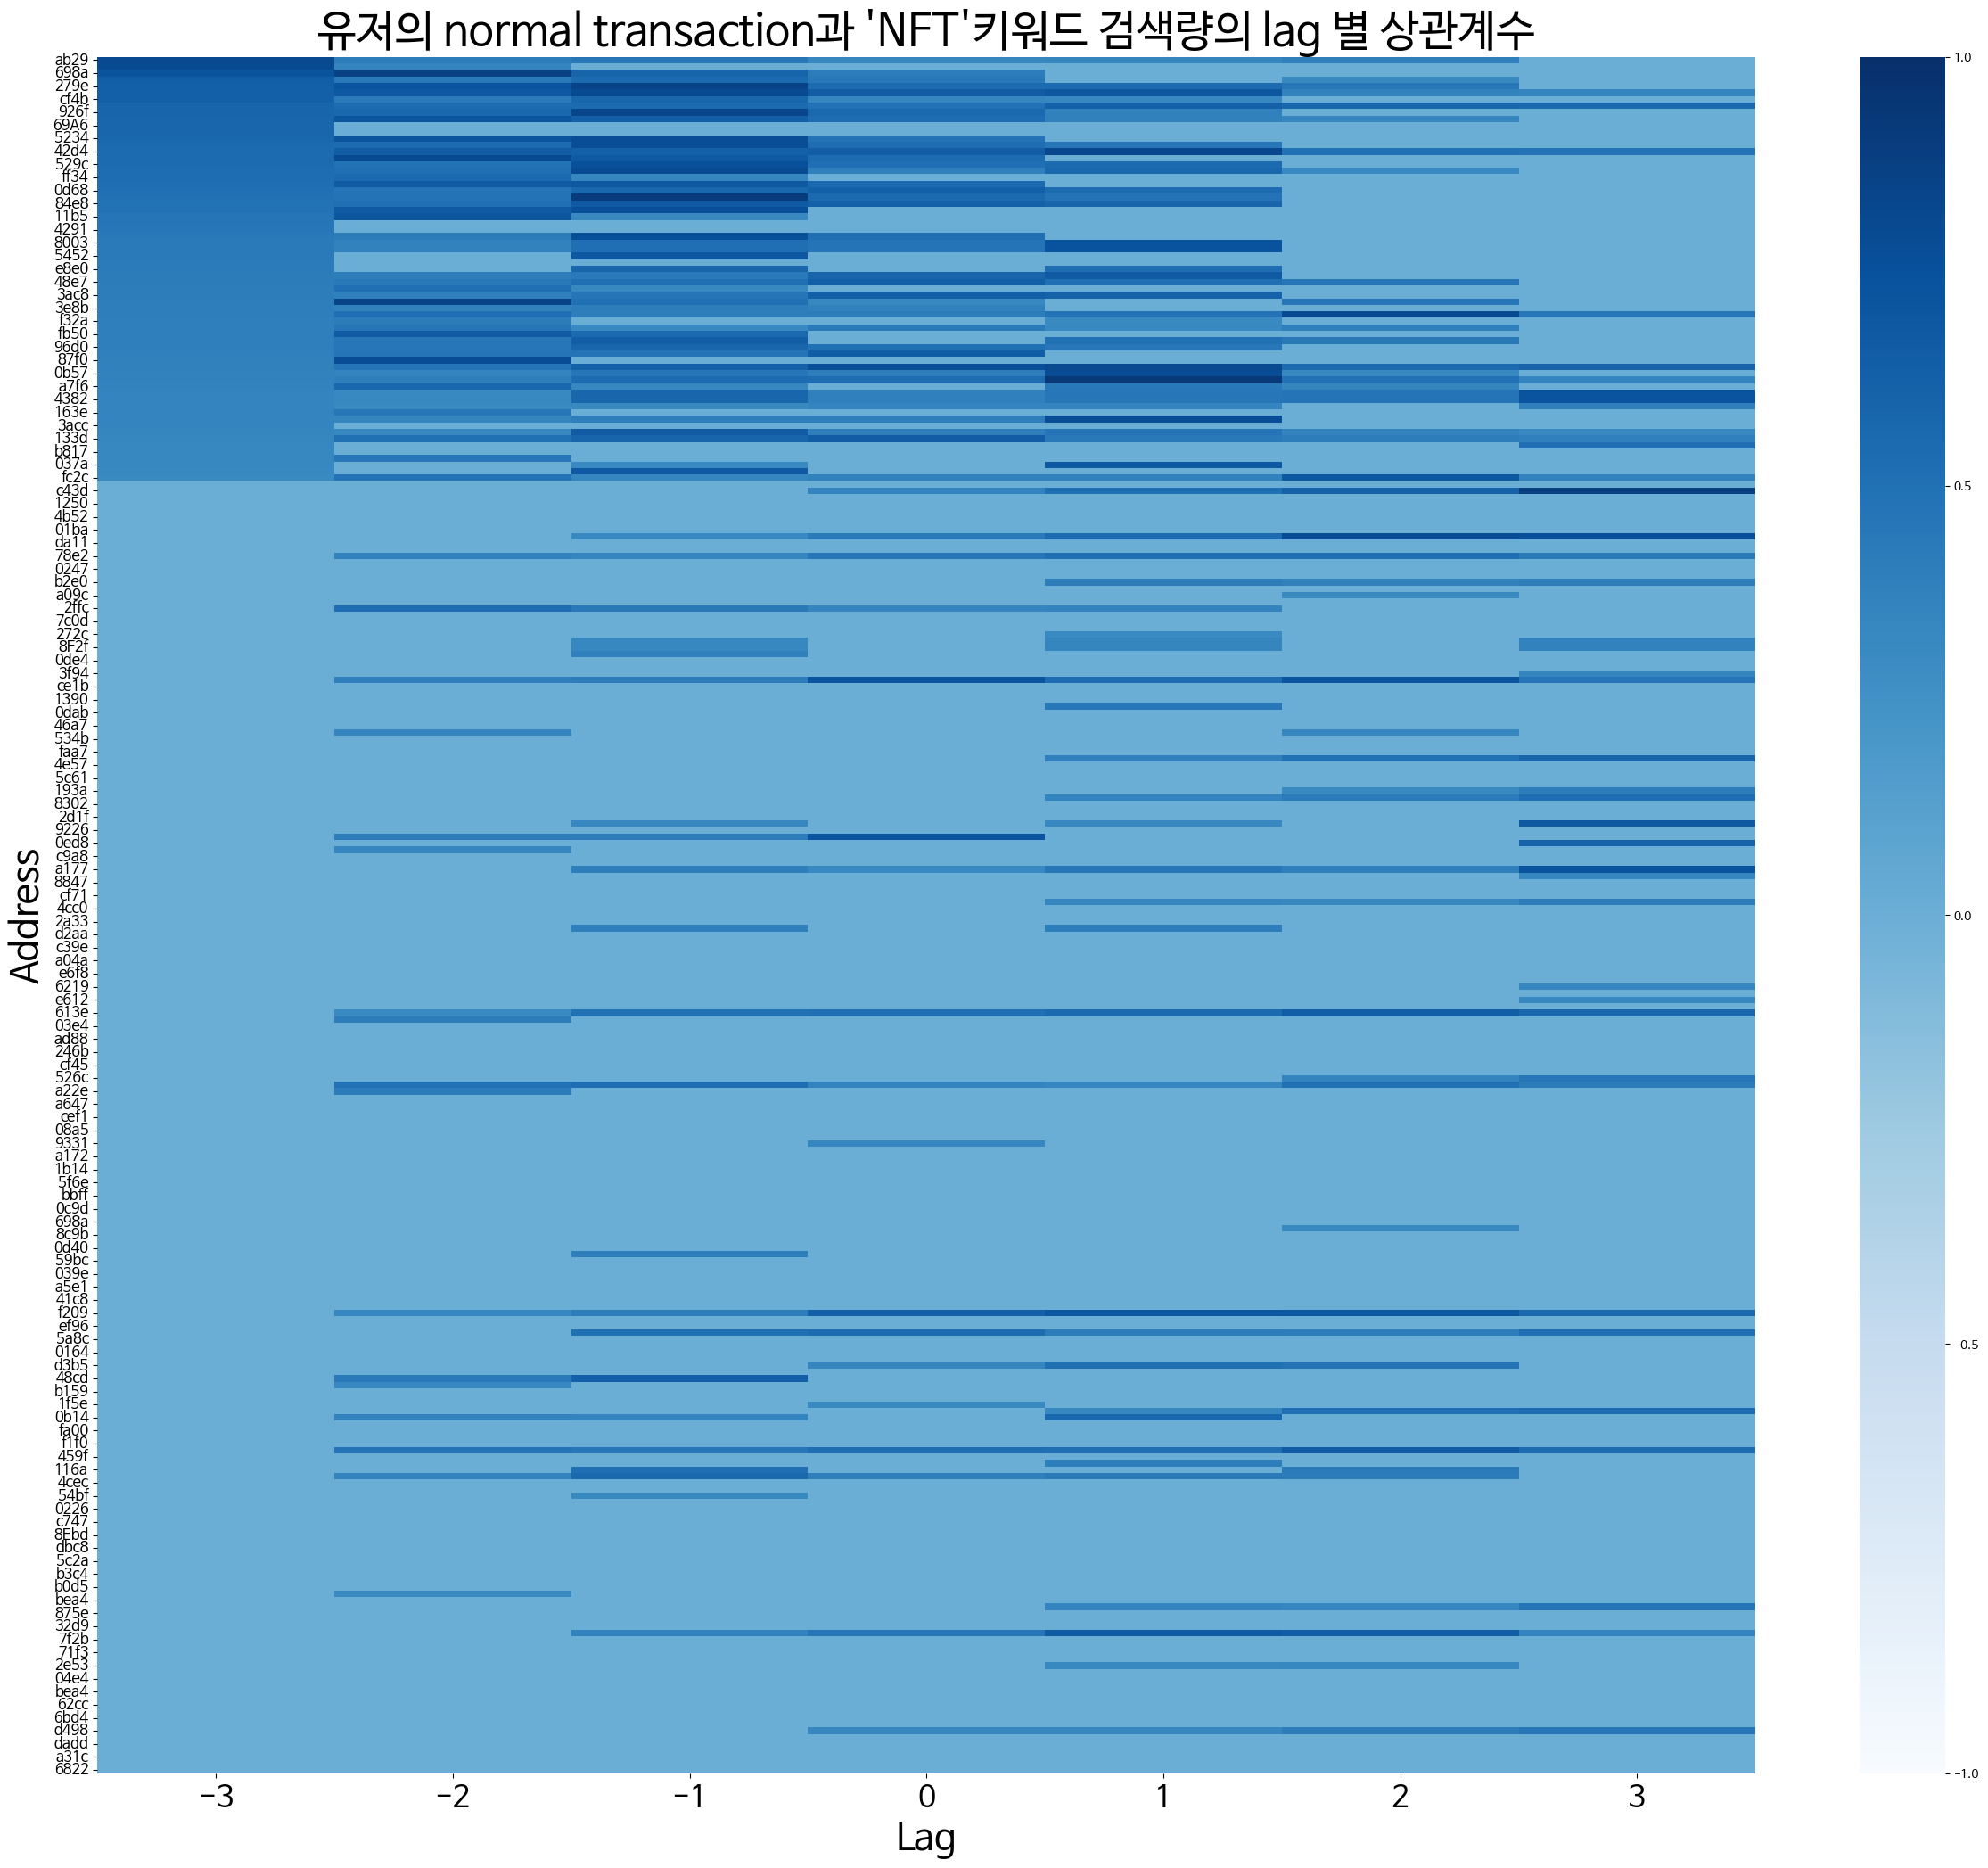 유저의 normal transaction과 'NFT'키워드 검색량의 lag 별 상관계수
Address
ab29
698a
279e
cf4b
926f
69A6
5234
42d4
529c
ff34
0d68
84e8
11b5
4291
8003
5452
e8e0
48e7
3ac8
3e8b
f32a
fb50
96d0
87f0
0b57
a7f6
4382
163e
3acc
133d
b817
037a
fc2c
c43d
1250
4b52
01ba
da11
78e2
0247
b2e0
a09c
2ffc
7c0d
272c
8F2f
0de4
3f94
ce1b
1390
0dab
46a7
534b
faa7
4e57
5c61
193a
8302
2d1f
9226
0ed8
c9a8
a177
8847
cf71
4cc0
2a33
d2aa
c39e
a04a
e6f8
6219
e612
613e
03e4
ad88
246b
cf45
526c
a22e
a647
cef1
08a5
9331
a172
1b14
5f6e
bbff
0c9d
698a
8c9b
0d40
59bc
039e
a5e1
41c8
f209
ef96
5a8c
0164
d3b5
48cd
b159
1f5e
0b14
fa00
f1f0
459f
116a
4cec
54bf
0226
c747
8Ebd
dbc8
5c2a
b3c4
b0d5
bea4
875e
32d9
7f2b
71f3
2e53
04e4
bea4
62cc
6bd4
d498
dadd
a31c
6822
−3 −2 −1 0 1 2 3
Lag
1.0
0.5
0.0
−0.5
−1.0